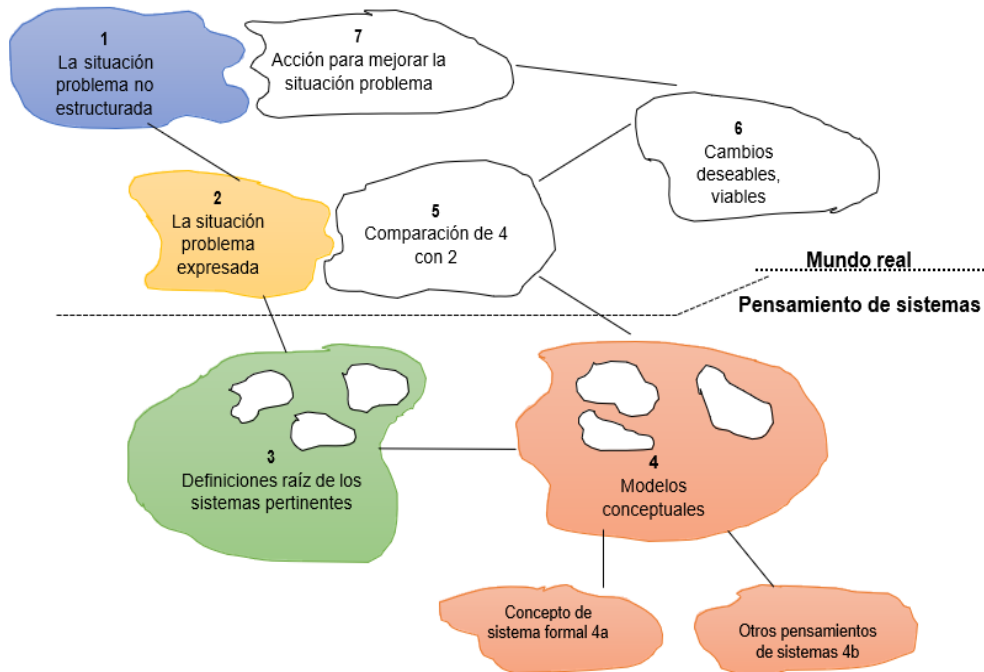 1
La situación
problema no
estructurada
7
Acción para mejorar la
situación problema
6
Cambios
deseables,
viables
2
La situación
problema
expresada
5
Comparación de 4
con 2
Mundo real
Pensamiento de sistemas
3
Definiciones raíz de los
sistemas pertinentes
4
Modelos
conceptuales
Concepto de
sistema formal 4a
Otros pensamientos
de sistemas 4b